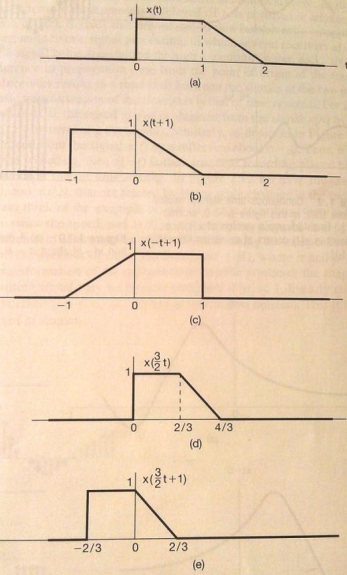 x(t)
1
0 1 2 t
(a)
1 x(t+1)
−1 0 1 2
(b)
1 x(−t+1)
−1 0 1
(c)
x(3/2 t)
1
0 2/3 4/3
(d)
1 x(3/2 t+1)
−2/3 0 2/3
(e)